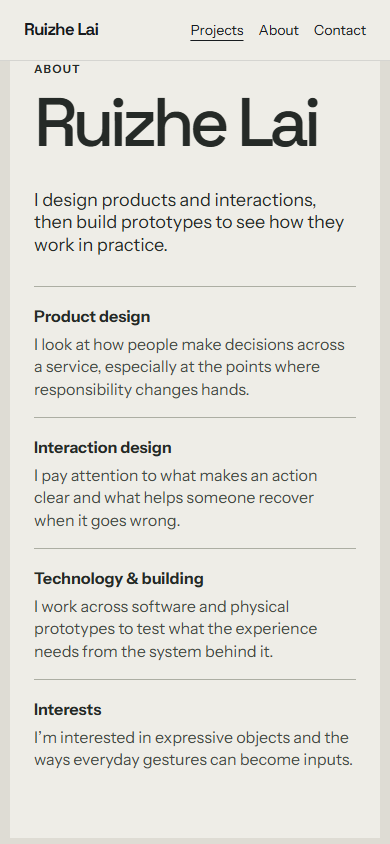 Ruizhe Lai
Projects About Contact
ABOUT
Ruizhe Lai
I design products and interactions,
then build prototypes to see how they
work in practice.
Product design
I look at how people make decisions across
a service, especially at the points where
responsibility changes hands.
Interaction design
I pay attention to what makes an action
clear and what helps someone recover
when it goes wrong.
Technology & building
I work across software and physical
prototypes to test what the experience
needs from the system behind it.
Interests
I’m interested in expressive objects and the
ways everyday gestures can become inputs.